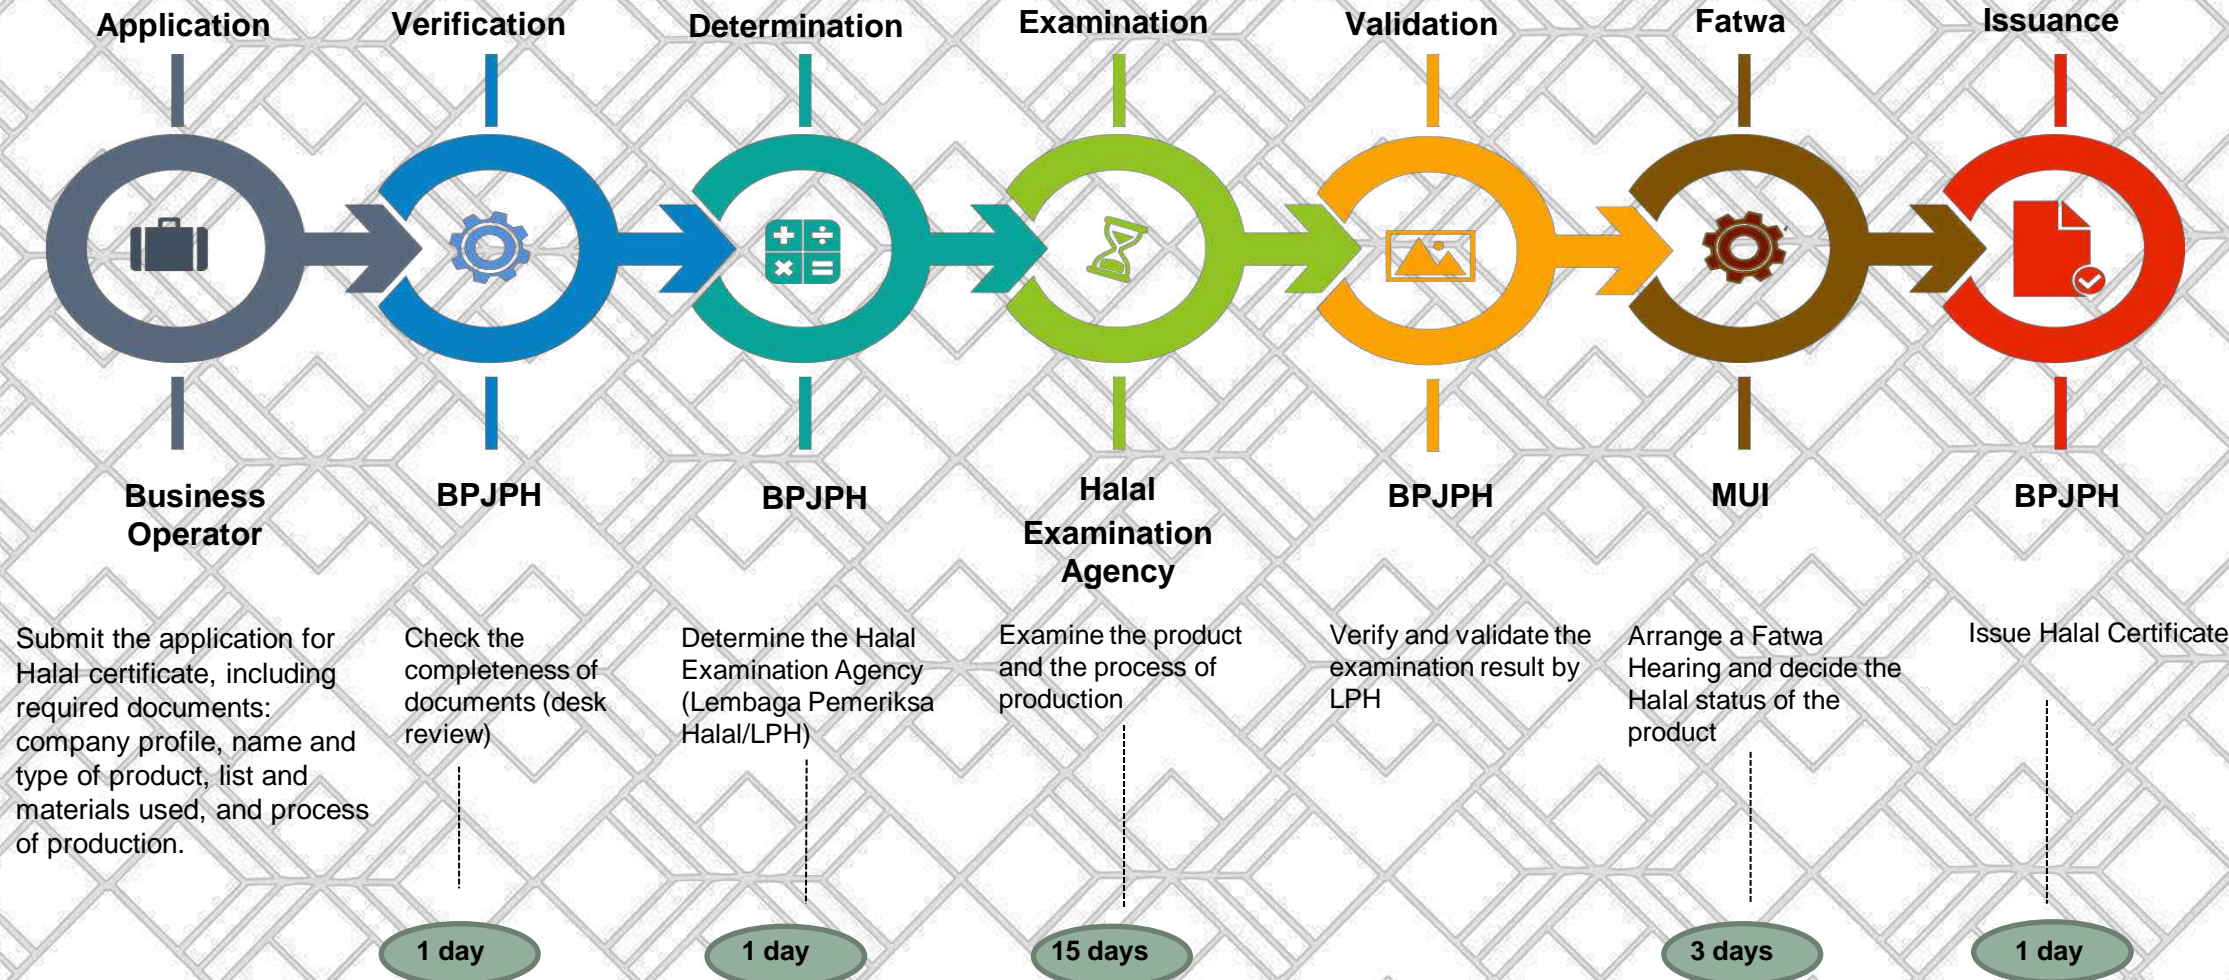 Application
Verification
Determination
Examination
Validation
Fatwa
Issuance
Business
Operator
BPJPH
BPJPH
Halal
Examination
Agency
BPJPH
MUI
BPJPH
Submit the application for
Halal certificate, including
required documents:
company profile, name and
type of product, list and
materials used, and process
of production.
Check the
completeness of
documents (desk
review)
Determine the Halal
Examination Agency
(Lembaga Pemeriksa
Halal/LPH)
Examine the product
and the process of
production
Verify and validate the
examination result by
LPH
Arrange a Fatwa
Hearing and decide the
Halal status of the
product
Issue Halal Certificate
1 day
1 day
15 days
3 days
1 day